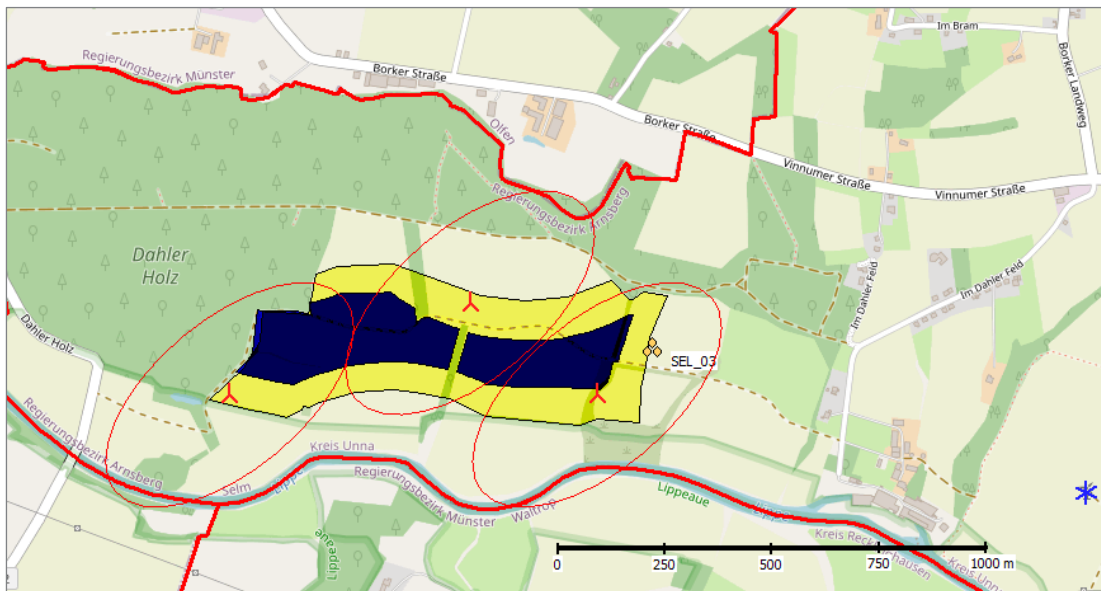 Im Bram
Regierungsbezirk Münster
Borker Straße
Borker Landweg
Olfen
Borker Straße
Vinnumer Straße
Vinnumer Straße
Regierungsbezirk Arnsberg
Dahler
Holz
Im Dahler Feld
Im Dahler Feld
Dahler Holz
SEL_03
Regierungsbezirk Arnsberg
Kreis Unna
Selm
Lippe
Regierungsbezirk Münster
Waltrop
Lippeaue
Lippe
Lippeaue
Kreis Recklinghausen
Kreis Unna
0
250
500
750
1000 m